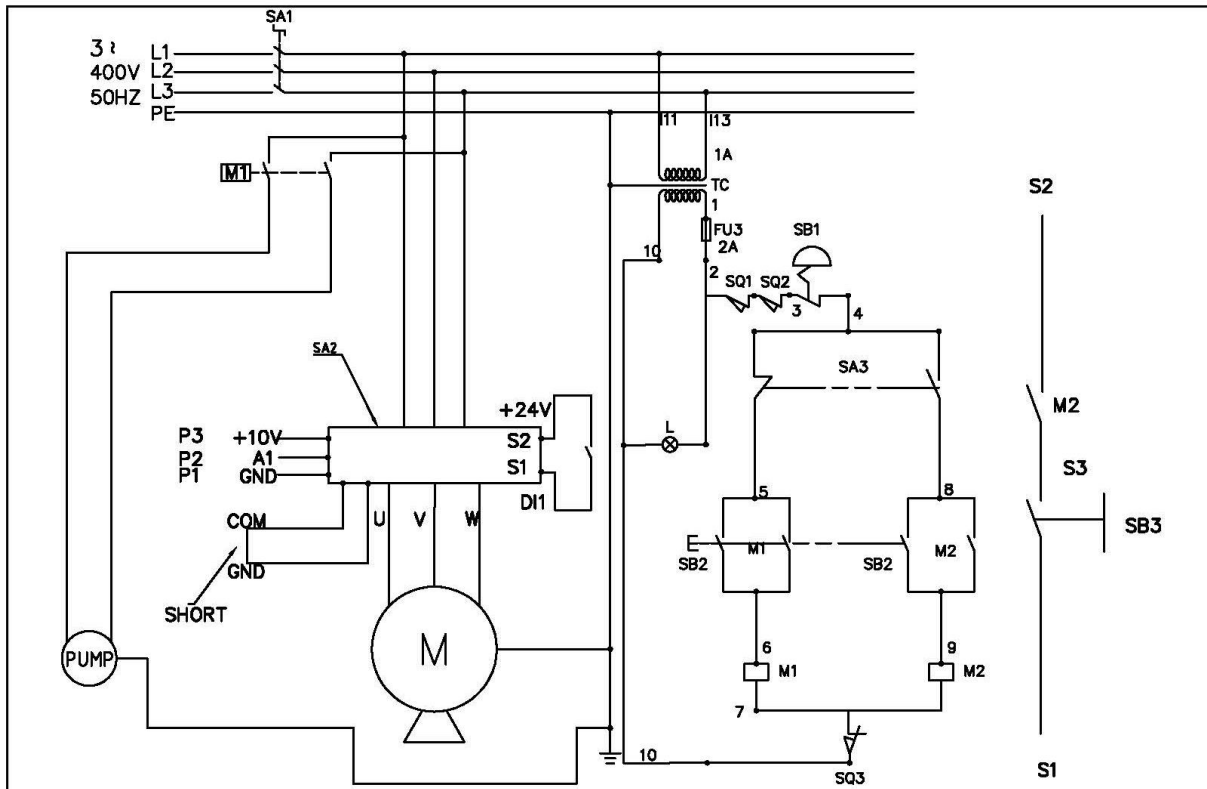 SA1
3~ L1
400V L2
50HZ L3
PE
I11 I13
1A
M1
TC
1
S2
FU3
2A
SB1
10
2
SQ1 SQ2
3
4
SA2
SA3
+24V
L
M2
P3 +10V
S2
P2 A1
S1
P1 GND
DI1
S3
5
8
U V W
COM
SB3
M1
SB2
SB2
M2
GND
SHORT
6
9
PUMP
M
M1
M2
7
10
SQ3
S1